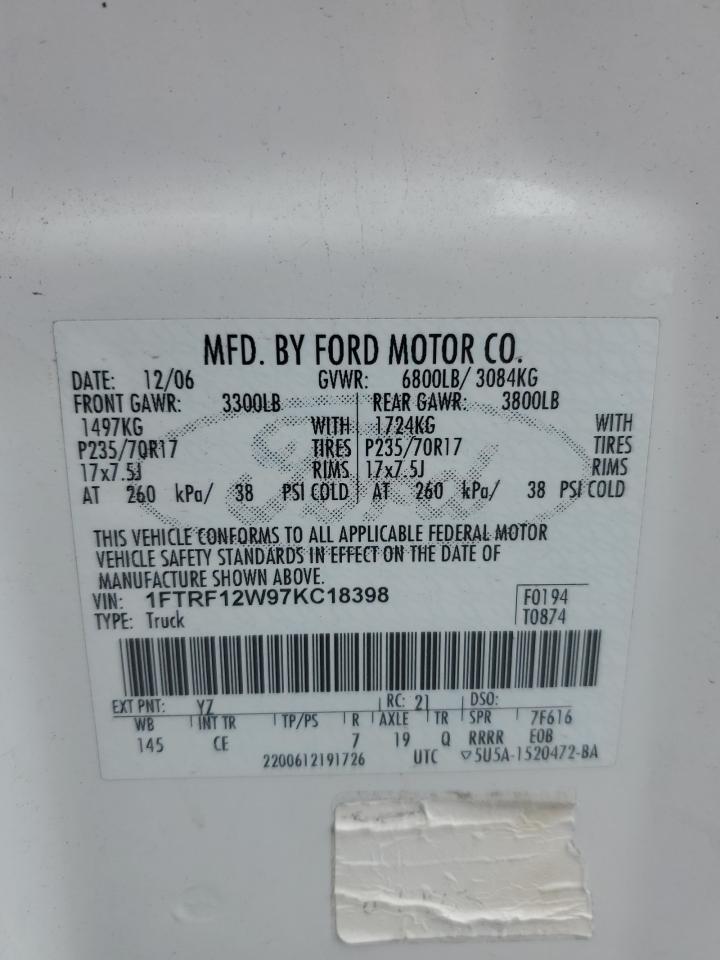 MFD. BY FORD MOTOR CO.
DATE: 12/06 GVWR: 6800LB/ 3084KG
FRONT GAWR: 3300LB REAR GAWR: 3800LB
1497KG WITH 1724KG WITH
P235/70R17 TIRES P235/70R17 TIRES
17x7.5J RIMS 17x7.5J RIMS
AT 260 kPa/ 38 PSI COLD AT 260 kPa/ 38 PSI COLD
Ford
THIS VEHICLE CONFORMS TO ALL APPLICABLE FEDERAL MOTOR
VEHICLE SAFETY STANDARDS IN EFFECT ON THE DATE OF
MANUFACTURE SHOWN ABOVE.
VIN: 1FTRF12W97KC18398 F0194
TYPE: Truck T0874
EXT PNT: YZ RC: 21 DSO:
WB INT TR TP/PS R AXLE TR SPR 7F616
145 CE 7 19 Q RRRR EOB
2200612191726 UTC ▽5U5A-1520472-BA